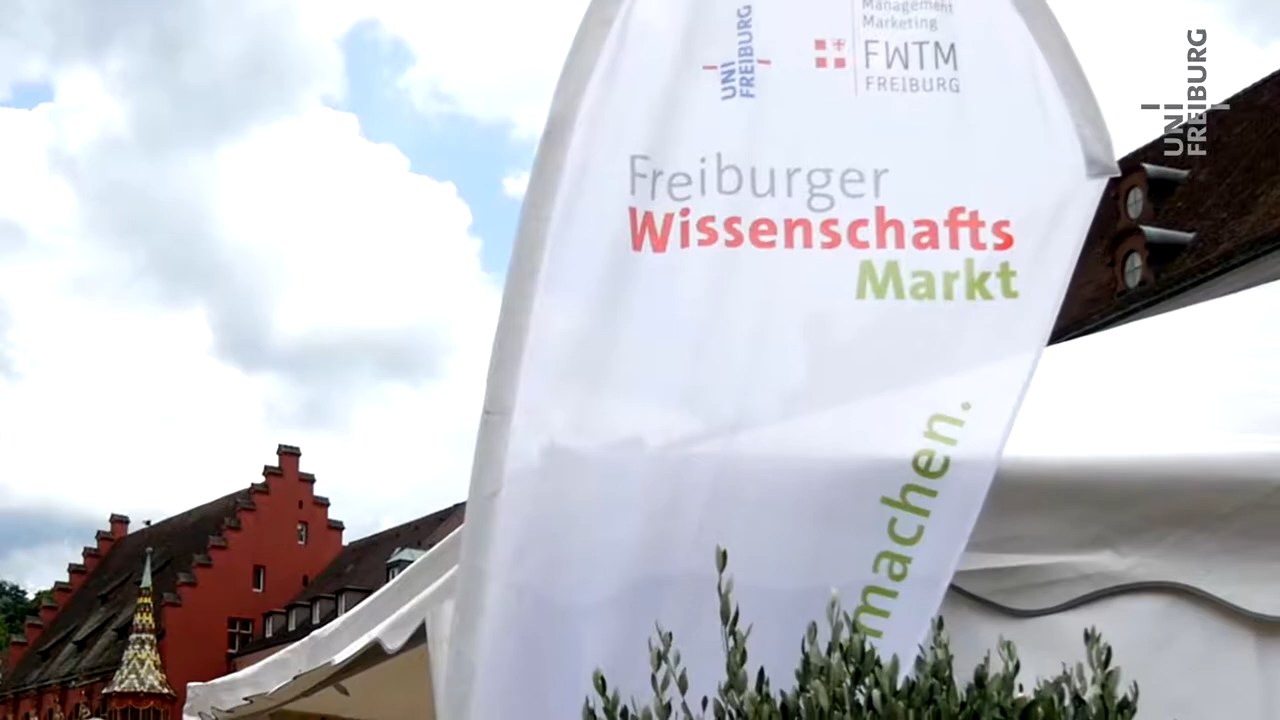 Management
Marketing
UNI
FREIBURG
FWTM
FREIBURG
Freiburger
Wissenschafts
Markt
machen.
UNI
FREIBURG